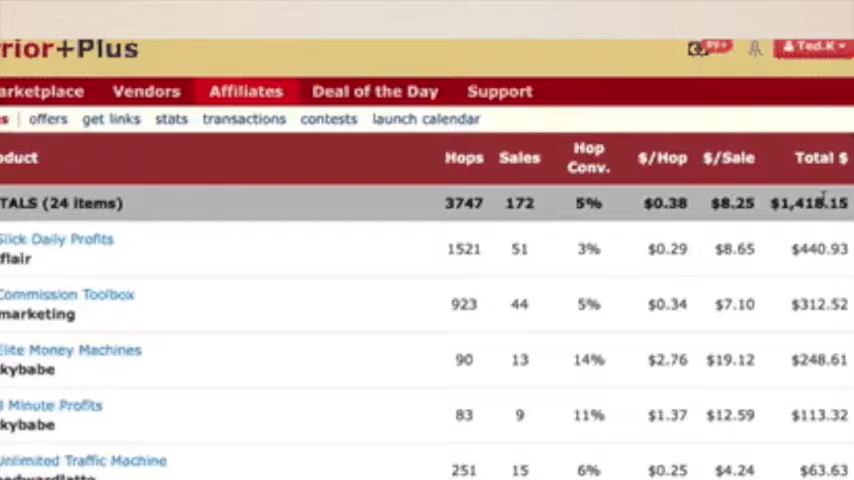 rior+Plus
99+
Ted.K
arketplace Vendors Affiliates Deal of the Day Support
s | offers get links stats transactions contests launch calendar
oduct Hops Sales Hop Conv. $/Hop $/Sale Total $
TALS (24 items) 3747 172 5% $0.38 $8.25 $1,418.15
Slick Daily Profits
flair 1521 51 3% $0.29 $8.65 $440.93
Commission Toolbox
marketing 923 44 5% $0.34 $7.10 $312.52
Elite Money Machines
kybabe 90 13 14% $2.76 $19.12 $248.61
Minute Profits
kybabe 83 9 11% $1.37 $12.59 $113.32
Unlimited Traffic Machine
251 15 6% $0.25 $4.24 $63.63